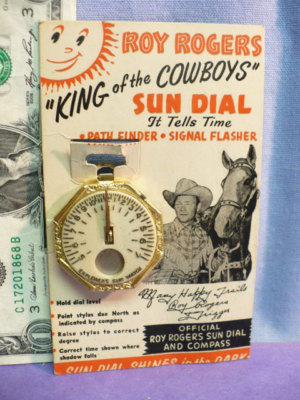 ROY ROGERS
"KING of the COWBOYS"
SUN DIAL
It Tells Time
• PATH FINDER • SIGNAL FLASHER
• Hold dial level
• Point styles due North as
indicated by compass
• Raise styles to correct
degree
• Correct time shown where
shadow falls
Many Happy Trails
Roy Rogers
Trigger
OFFICIAL
ROY ROGERS SUN DIAL
AND COMPASS
SUN DIAL SHINES in the DARK
C17201868B